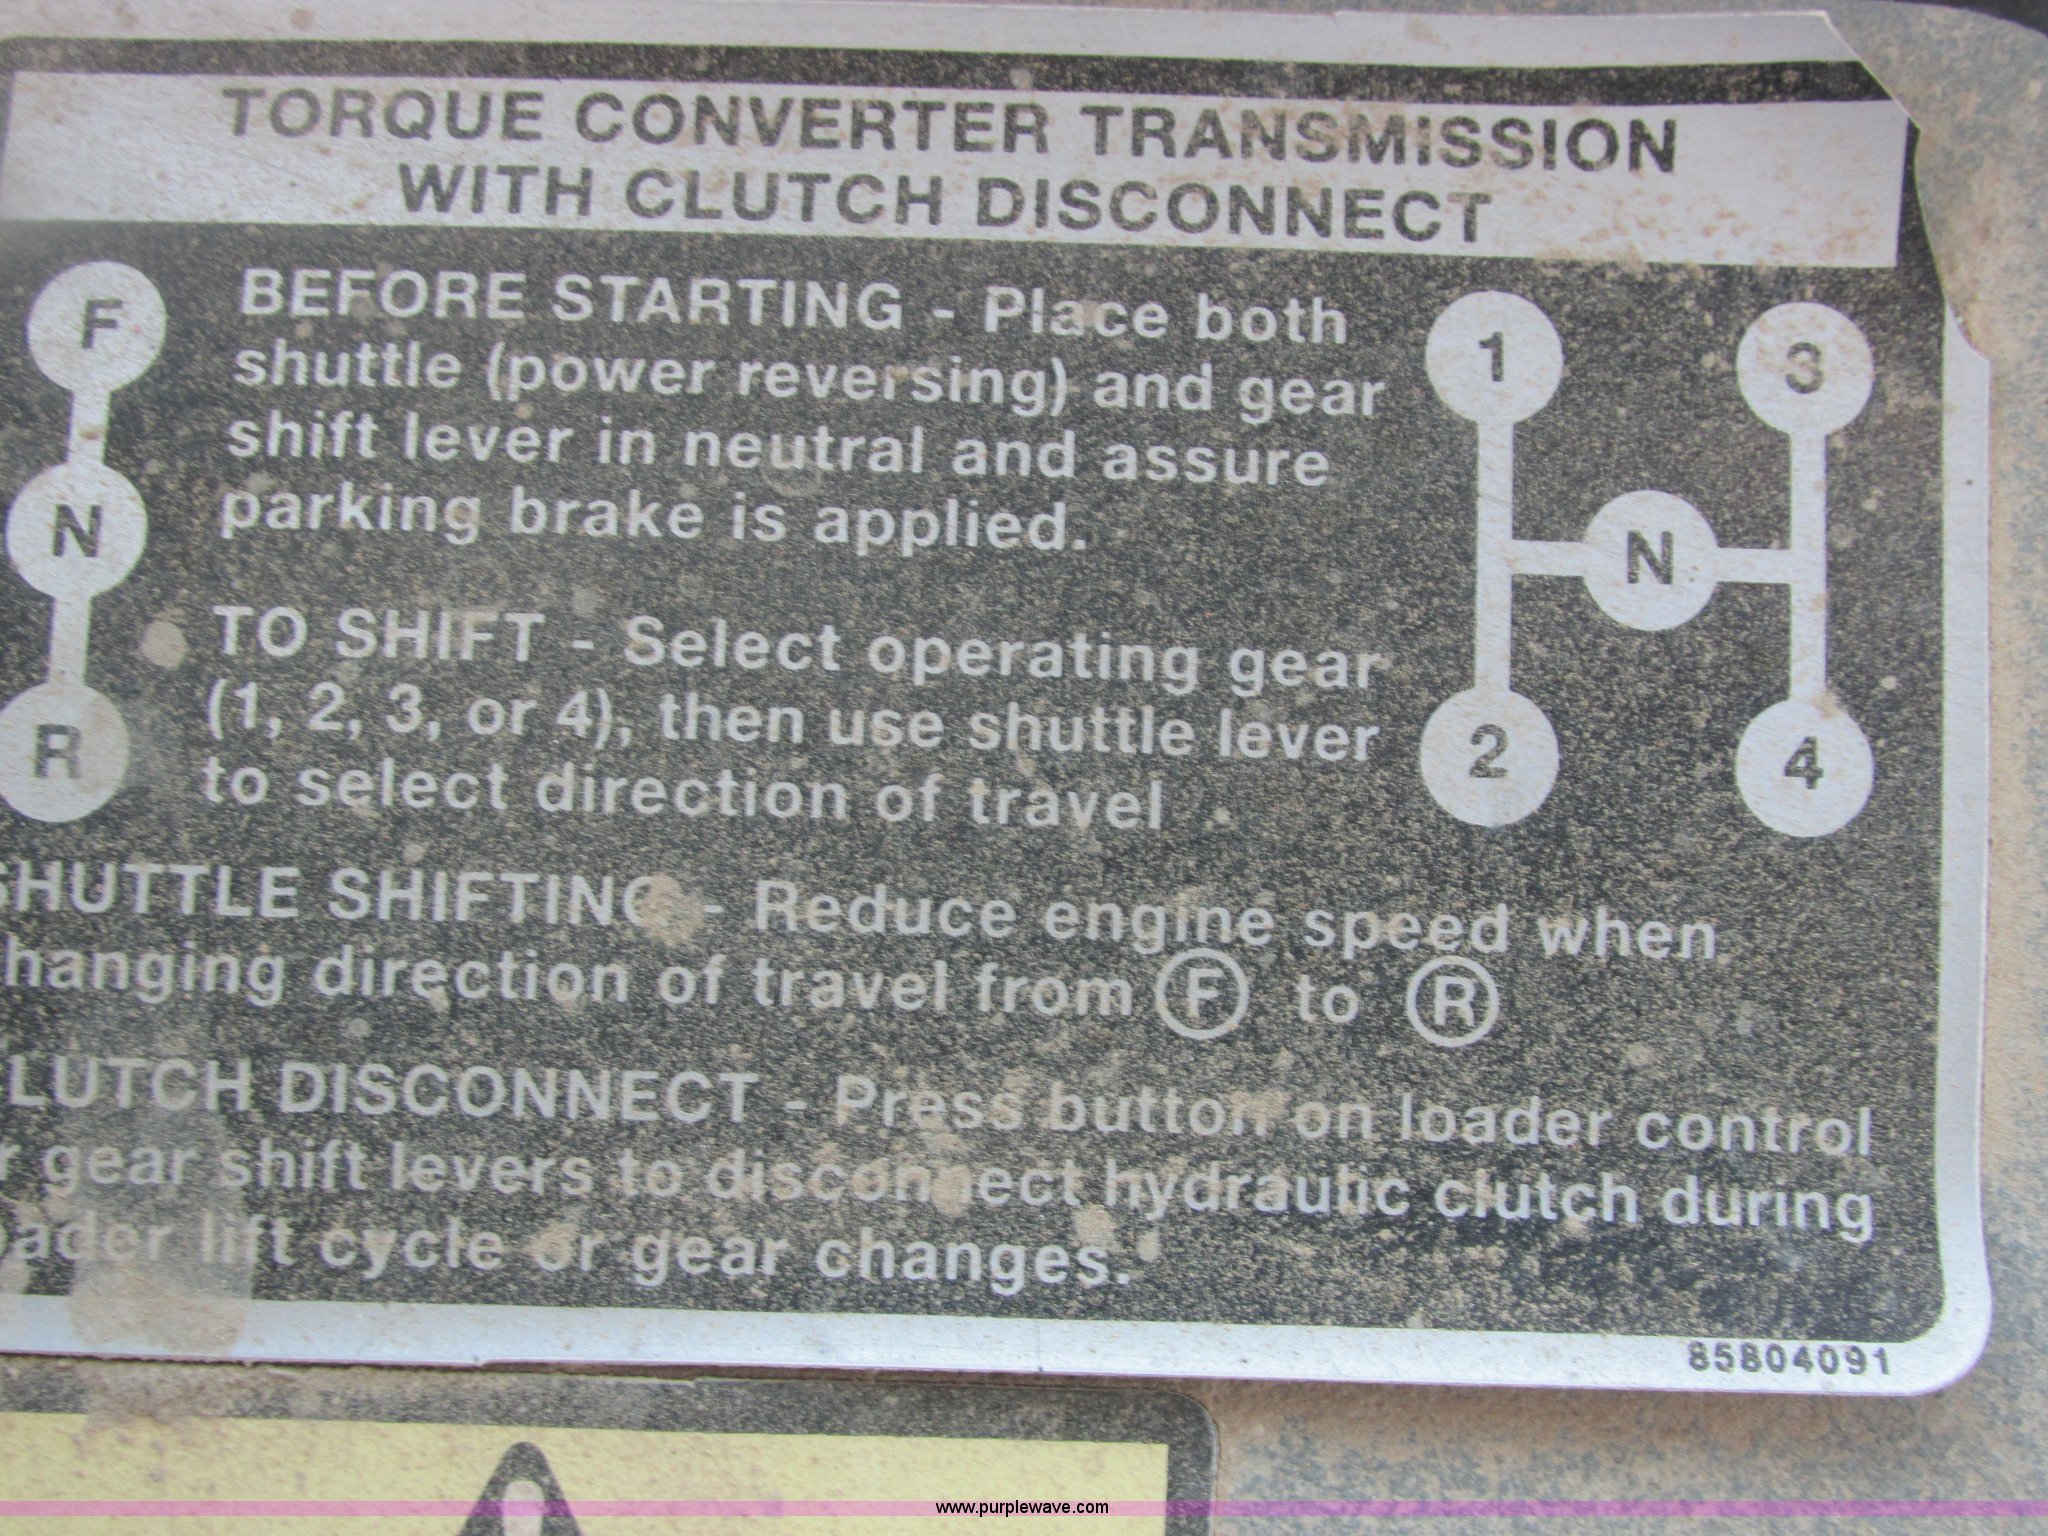 TORQUE CONVERTER TRANSMISSION
WITH CLUTCH DISCONNECT
F
N
R
BEFORE STARTING - Place both
shuttle (power reversing) and gear
shift lever in neutral and assure
parking brake is applied.
TO SHIFT - Select operating gear
(1, 2, 3, or 4), then use shuttle lever
to select direction of travel
1
3
N
2
4
SHUTTLE SHIFTING - Reduce engine speed when
hanging direction of travel from F to R
LUTCH DISCONNECT - Press button on loader control
r gear shift levers to disconnect hydraulic clutch during
oader lift cycle or gear changes.
85804091
www.purplewave.com